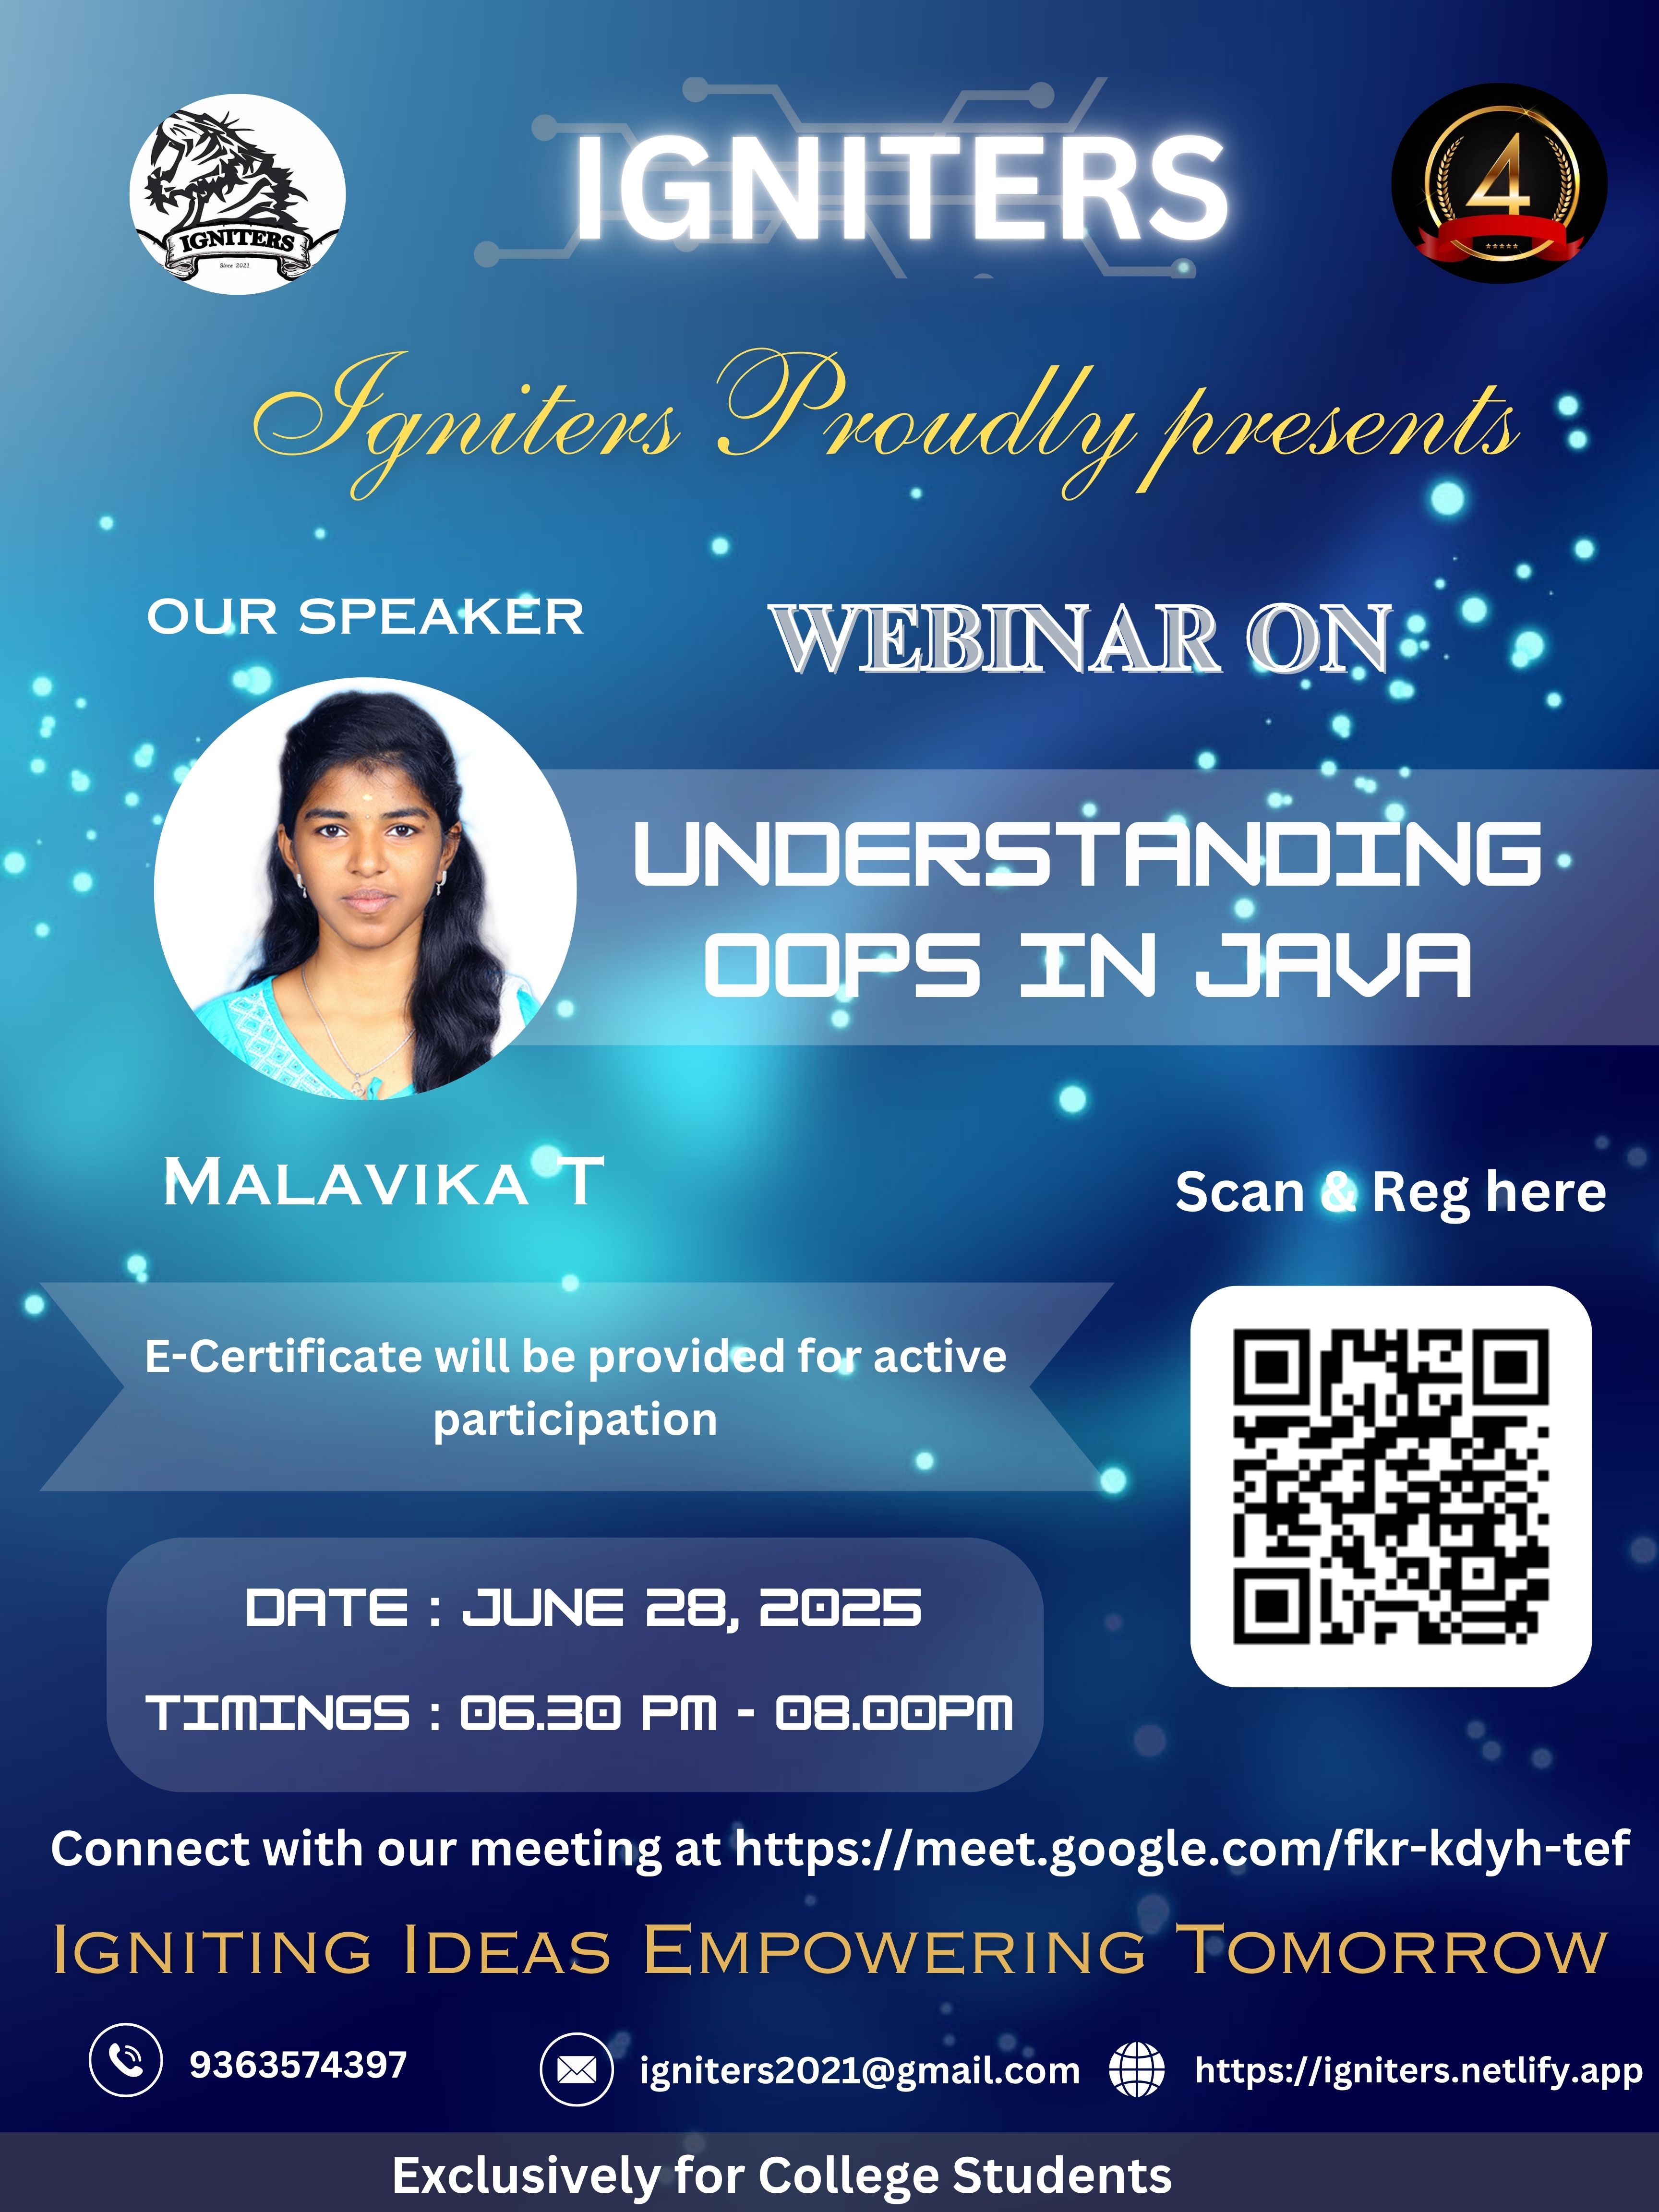 IGNITERS
Since 2021
IGNITERS
4
Igniters Proudly presents
OUR SPEAKER
WEBINAR ON
UNDERSTANDING
OOPS IN JAVA
MALAVIKA T
Scan & Reg here
E-Certificate will be provided for active
participation
DATE : JUNE 28, 2025
TIMINGS : 06.30 PM - 08.00PM
Connect with our meeting at https://meet.google.com/fkr-kdyh-tef
IGNITING IDEAS EMPOWERING TOMORROW
9363574397
igniters2021@gmail.com
https://igniters.netlify.app
Exclusively for College Students